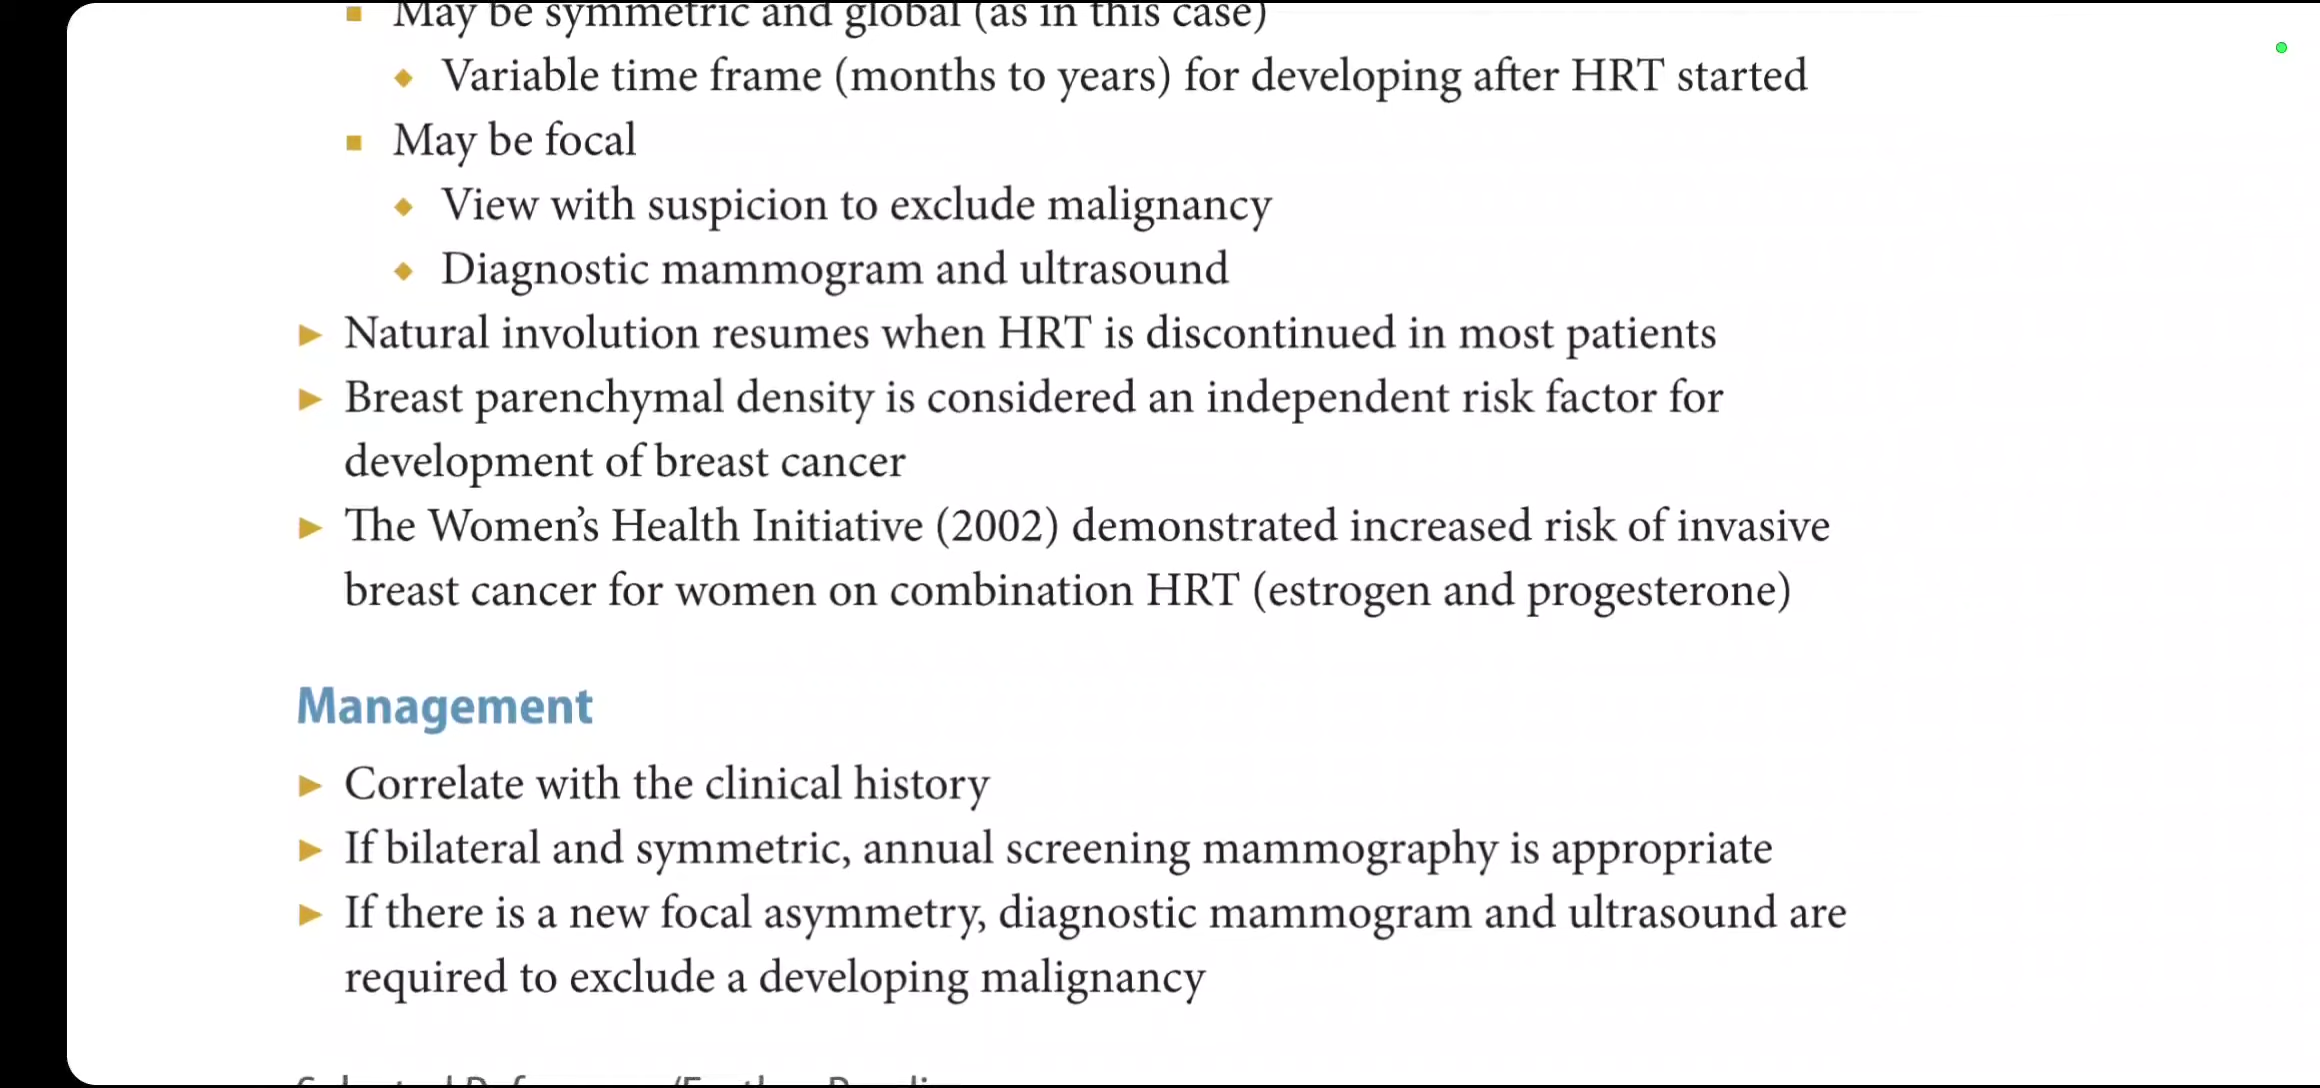 May be symmetric and global (as in this case)
Variable time frame (months to years) for developing after HRT started
May be focal
View with suspicion to exclude malignancy
Diagnostic mammogram and ultrasound
Natural involution resumes when HRT is discontinued in most patients
Breast parenchymal density is considered an independent risk factor for
development of breast cancer
The Women's Health Initiative (2002) demonstrated increased risk of invasive
breast cancer for women on combination HRT (estrogen and progesterone)
Management
Correlate with the clinical history
If bilateral and symmetric, annual screening mammography is appropriate
If there is a new focal asymmetry, diagnostic mammogram and ultrasound are
required to exclude a developing malignancy